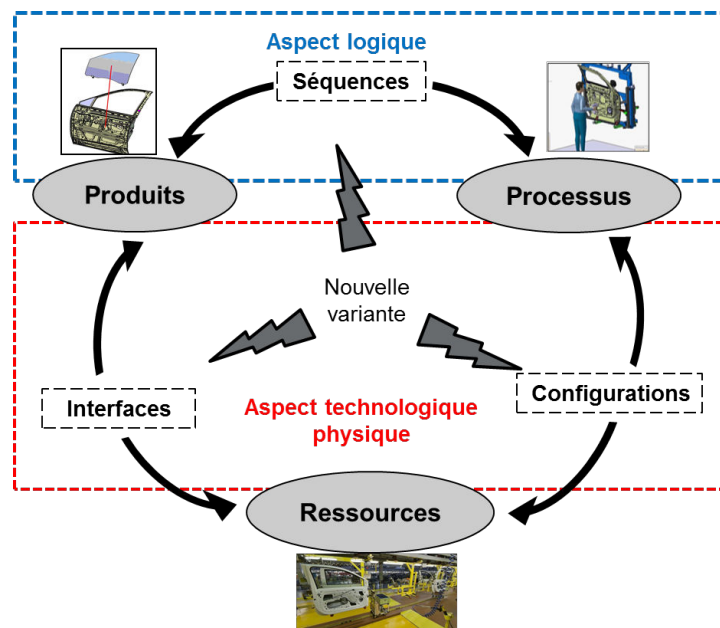 Aspect logique
Séquences
Produits
Processus
Nouvelle
variante
Interfaces
Configurations
Aspect technologique
physique
Ressources